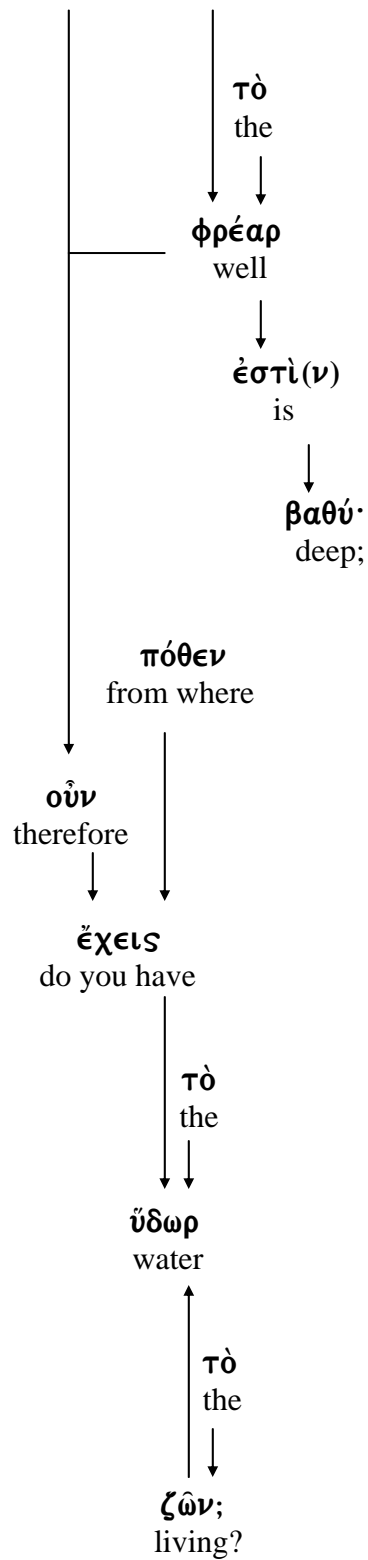 τὸ
the
φρέαρ
well
ἐστὶ(ν)
is
βαθύ·
deep;
πόθεν
from where
οὖν
therefore
ἔχεις
do you have
τὸ
the
ὕδωρ
water
τὸ
the
ζῶν;
living?